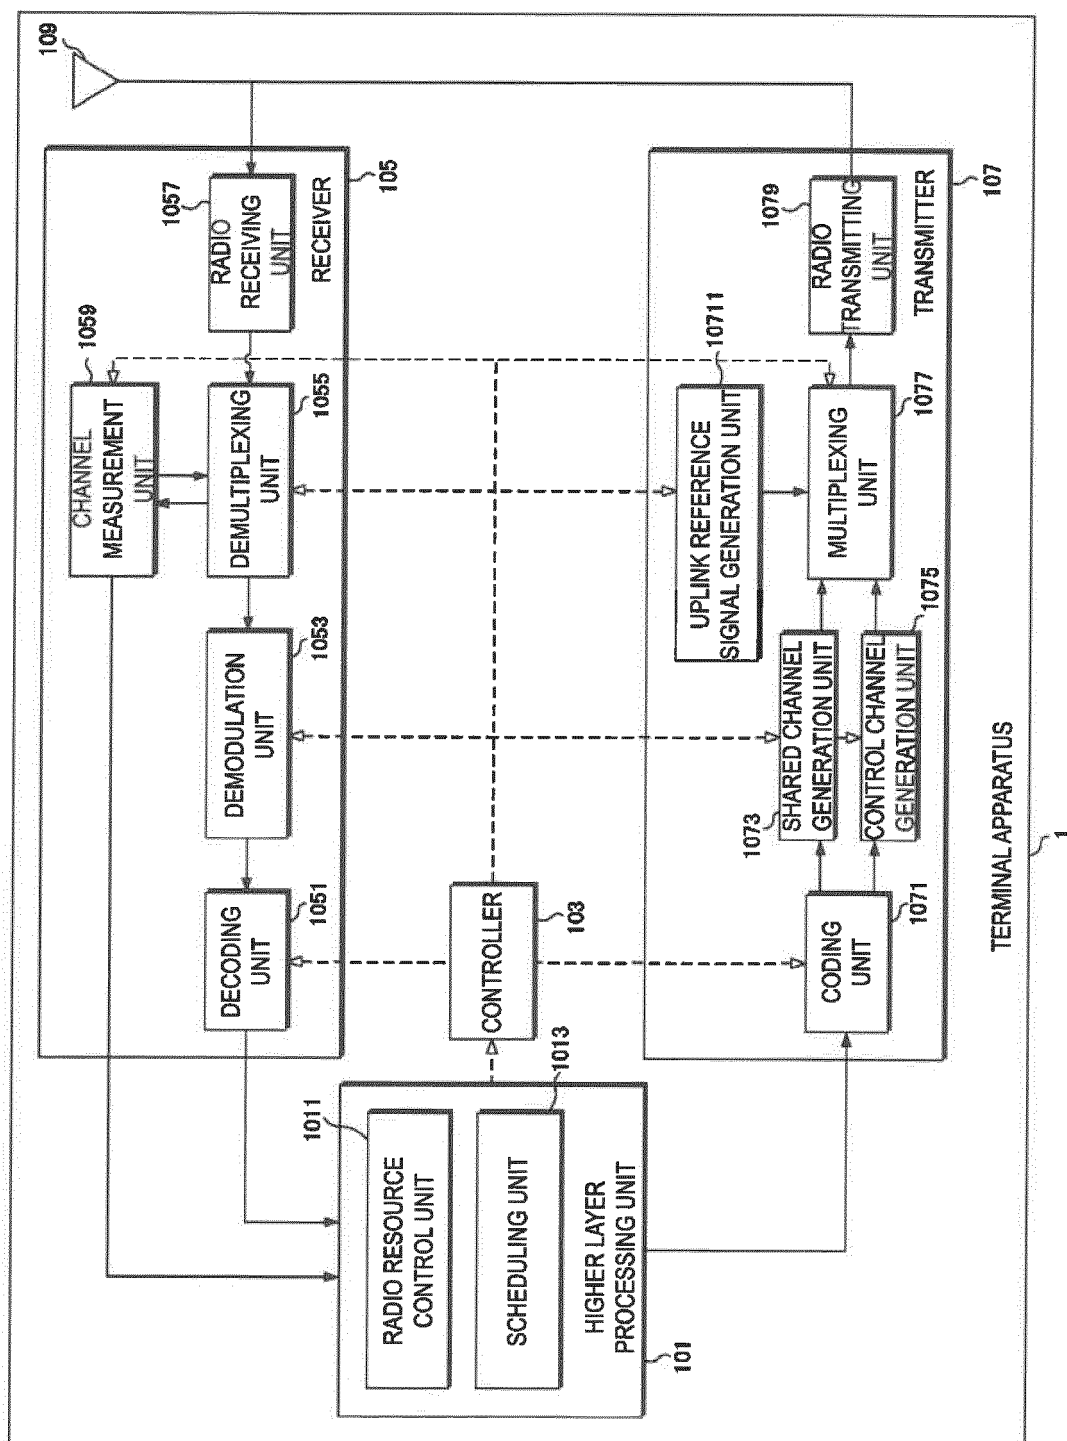 109
1059
CHANNEL
MEASUREMENT
UNIT
1057
RADIO
RECEIVING
UNIT
RECEIVER
105
1055
DEMULTIPLEXING
UNIT
1053
DEMODULATION
UNIT
1051
DECODING
UNIT
1011
RADIO RESOURCE
CONTROL UNIT
1013
SCHEDULING UNIT
HIGHER LAYER
PROCESSING UNIT
101
CONTROLLER
103
10711
UPLINK REFERENCE
SIGNAL GENERATION UNIT
1073
SHARED CHANNEL
GENERATION UNIT
1075
CONTROL CHANNEL
GENERATION UNIT
CODING
UNIT
1071
MULTIPLEXING
UNIT
1077
1079
RADIO
TRANSMITTING
UNIT
TRANSMITTER
107
TERMINAL APPARATUS
1